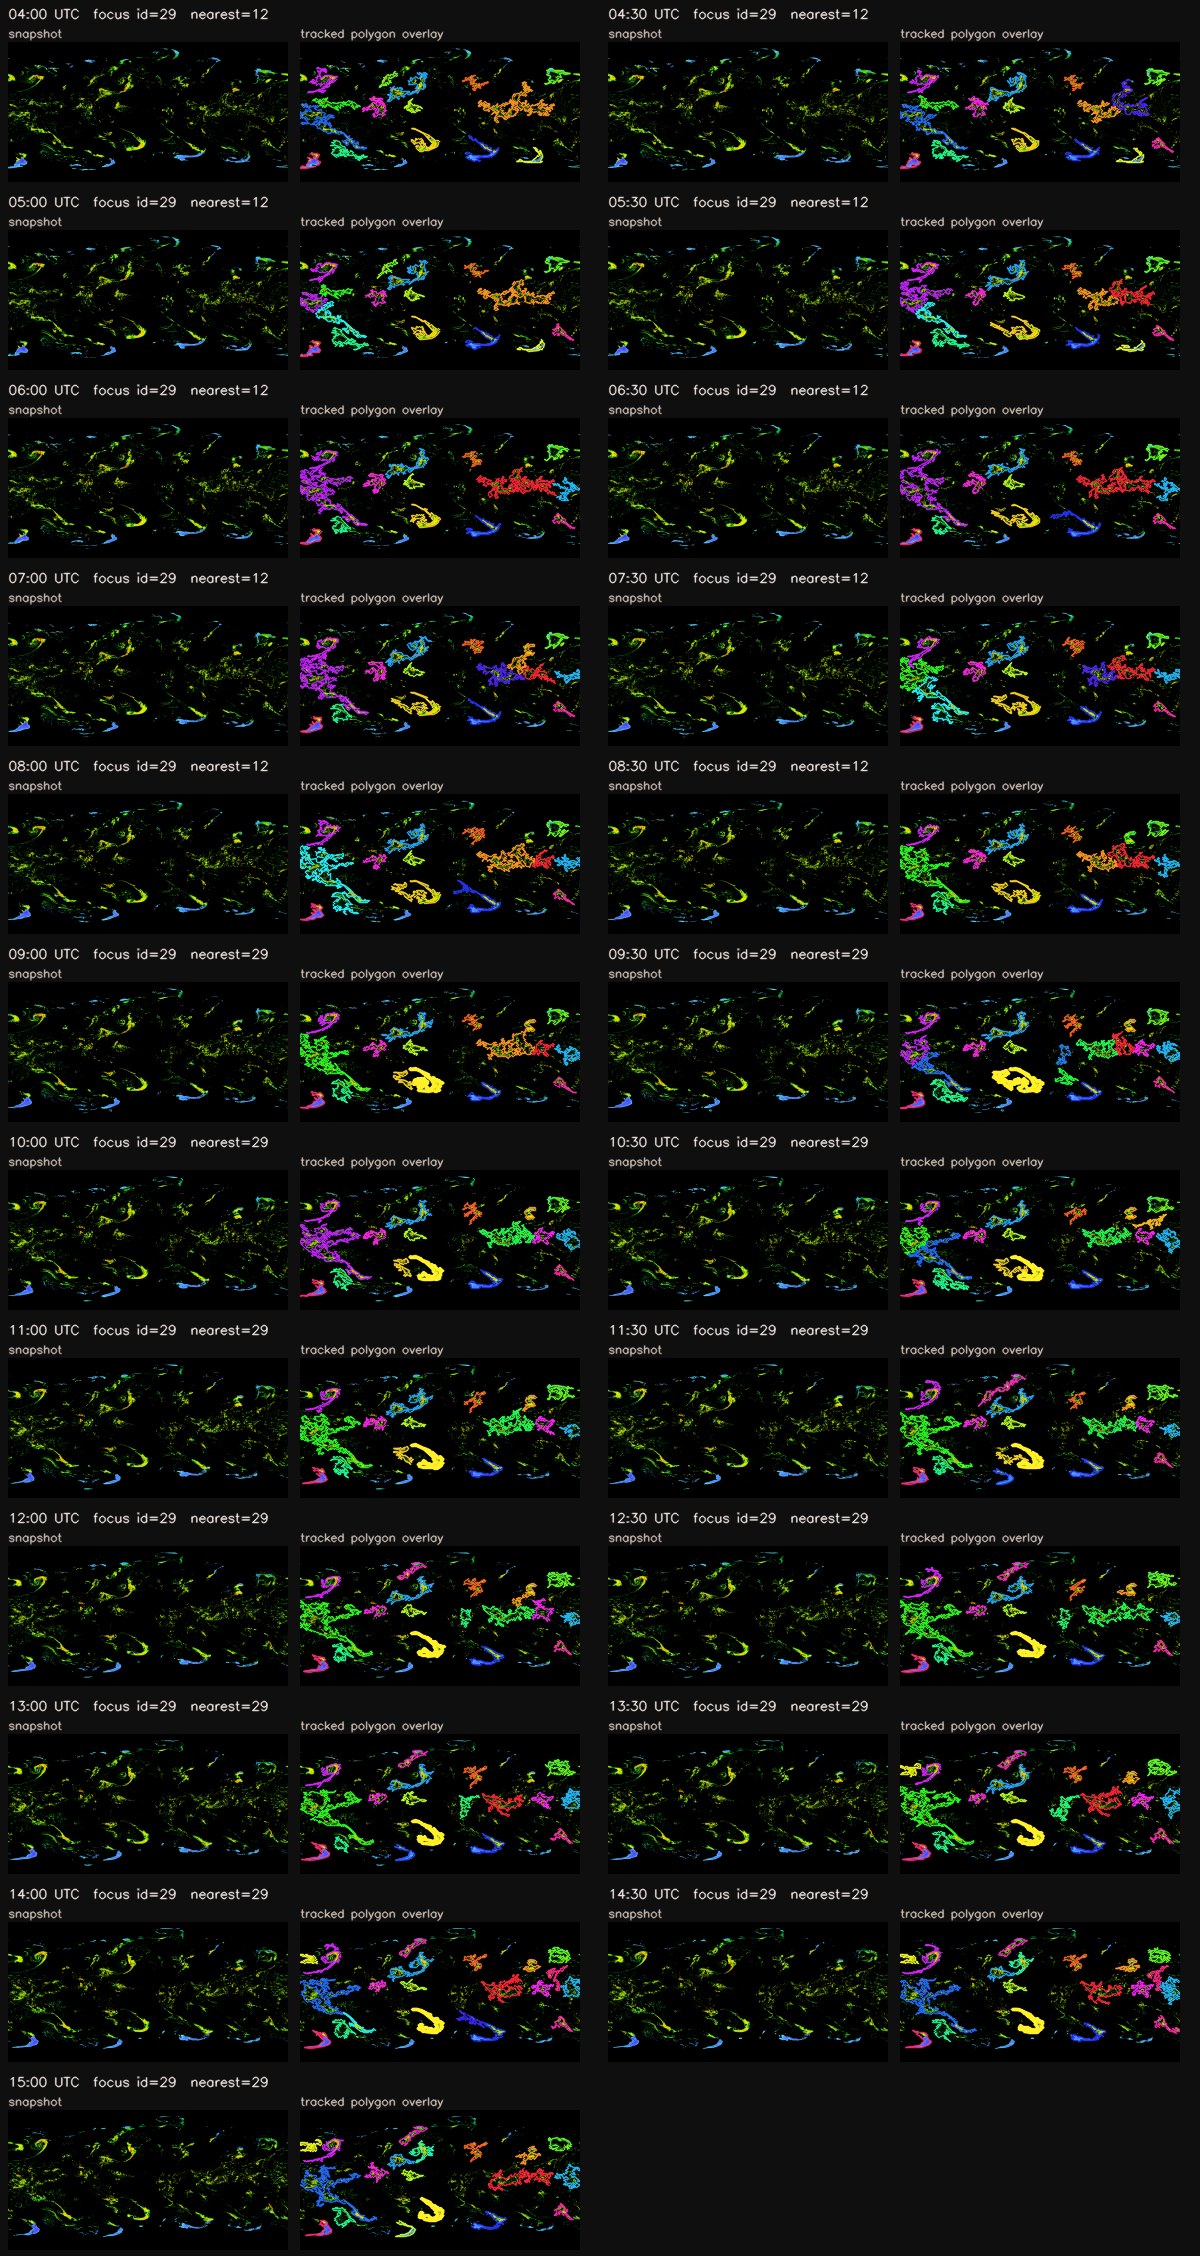 04:00 UTC focus id=29 nearest=12
snapshot tracked polygon overlay
04:30 UTC focus id=29 nearest=12
snapshot tracked polygon overlay
05:00 UTC focus id=29 nearest=12
snapshot tracked polygon overlay
05:30 UTC focus id=29 nearest=12
snapshot tracked polygon overlay
06:00 UTC focus id=29 nearest=12
snapshot tracked polygon overlay
06:30 UTC focus id=29 nearest=12
snapshot tracked polygon overlay
07:00 UTC focus id=29 nearest=12
snapshot tracked polygon overlay
07:30 UTC focus id=29 nearest=12
snapshot tracked polygon overlay
08:00 UTC focus id=29 nearest=12
snapshot tracked polygon overlay
08:30 UTC focus id=29 nearest=12
snapshot tracked polygon overlay
09:00 UTC focus id=29 nearest=29
snapshot tracked polygon overlay
09:30 UTC focus id=29 nearest=29
snapshot tracked polygon overlay
10:00 UTC focus id=29 nearest=29
snapshot tracked polygon overlay
10:30 UTC focus id=29 nearest=29
snapshot tracked polygon overlay
11:00 UTC focus id=29 nearest=29
snapshot tracked polygon overlay
11:30 UTC focus id=29 nearest=29
snapshot tracked polygon overlay
12:00 UTC focus id=29 nearest=29
snapshot tracked polygon overlay
12:30 UTC focus id=29 nearest=29
snapshot tracked polygon overlay
13:00 UTC focus id=29 nearest=29
snapshot tracked polygon overlay
13:30 UTC focus id=29 nearest=29
snapshot tracked polygon overlay
14:00 UTC focus id=29 nearest=29
snapshot tracked polygon overlay
14:30 UTC focus id=29 nearest=29
snapshot tracked polygon overlay
15:00 UTC focus id=29 nearest=29
snapshot tracked polygon overlay